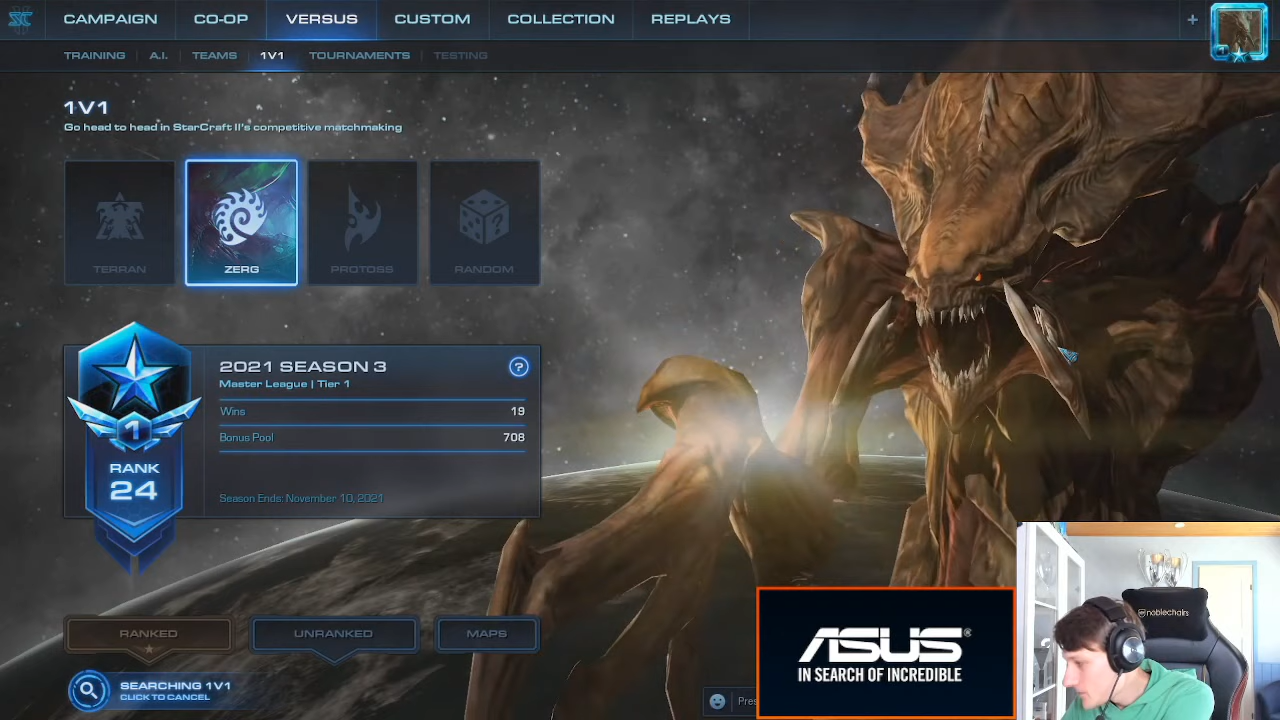 CAMPAIGN CO-OP VERSUS CUSTOM COLLECTION REPLAYS
TRAINING A.I. TEAMS 1V1 TOURNAMENTS TESTING
1V1
Go head to head in StarCraft II's competitive matchmaking
TERRAN ZERG PROTOSS RANDOM
2021 SEASON 3
Master League | Tier 1
Wins 19
Bonus Pool 708
Season Ends: November 10, 2021
1
RANK
24
RANKED UNRANKED MAPS
SEARCHING 1V1
CLICK TO CANCEL
Pres
ASUS®
IN SEARCH OF INCREDIBLE
noblechairs